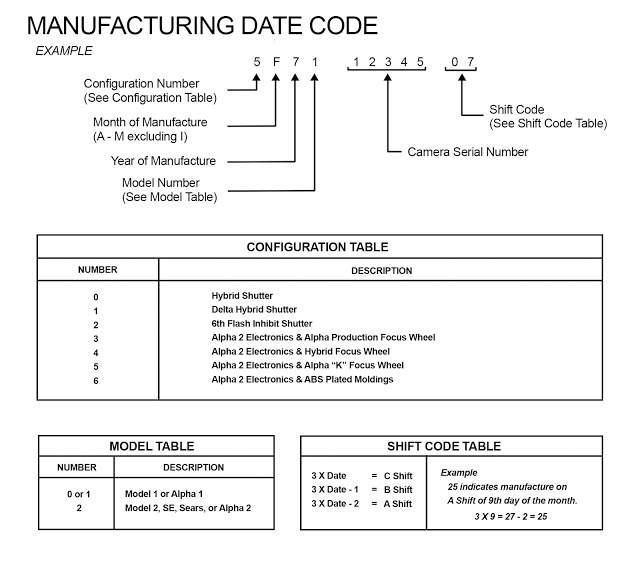 MANUFACTURING DATE CODE
EXAMPLE
5 F 7 1 1 2 3 4 5 0 7
Configuration Number
(See Configuration Table)
Month of Manufacture
(A - M excluding I)
Year of Manufacture
Model Number
(See Model Table)
Shift Code
(See Shift Code Table)
Camera Serial Number
CONFIGURATION TABLE
NUMBER DESCRIPTION
0 Hybrid Shutter
1 Delta Hybrid Shutter
2 6th Flash Inhibit Shutter
3 Alpha 2 Electronics & Alpha Production Focus Wheel
4 Alpha 2 Electronics & Hybrid Focus Wheel
5 Alpha 2 Electronics & Alpha “K” Focus Wheel
6 Alpha 2 Electronics & ABS Plated Moldings
MODEL TABLE
NUMBER DESCRIPTION
0 or 1 Model 1 or Alpha 1
2 Model 2, SE, Sears, or Alpha 2
SHIFT CODE TABLE
3 X Date = C Shift
3 X Date - 1 = B Shift
3 X Date - 2 = A Shift
Example
25 indicates manufacture on
A Shift of 9th day of the month.
3 X 9 = 27 - 2 = 25